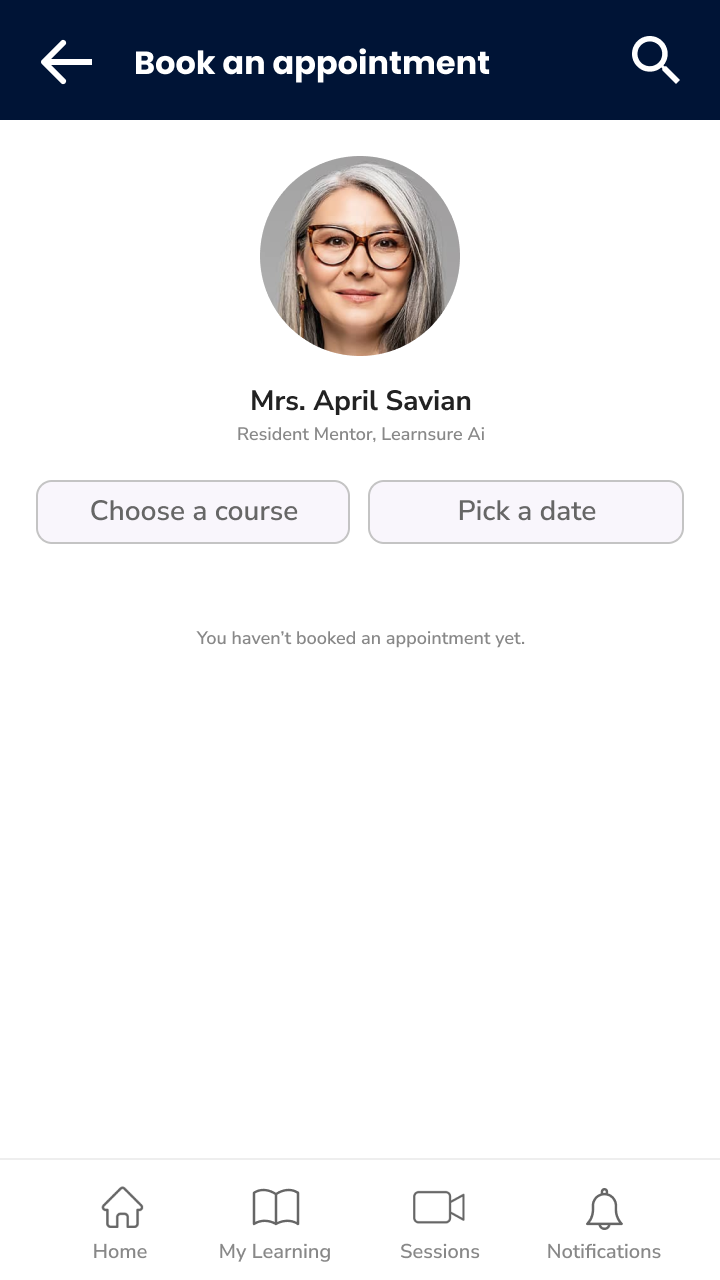 Book an appointment
Mrs. April Savian
Resident Mentor, Learnsure Ai
Choose a course
Pick a date
You haven’t booked an appointment yet.
Home
My Learning
Sessions
Notifications